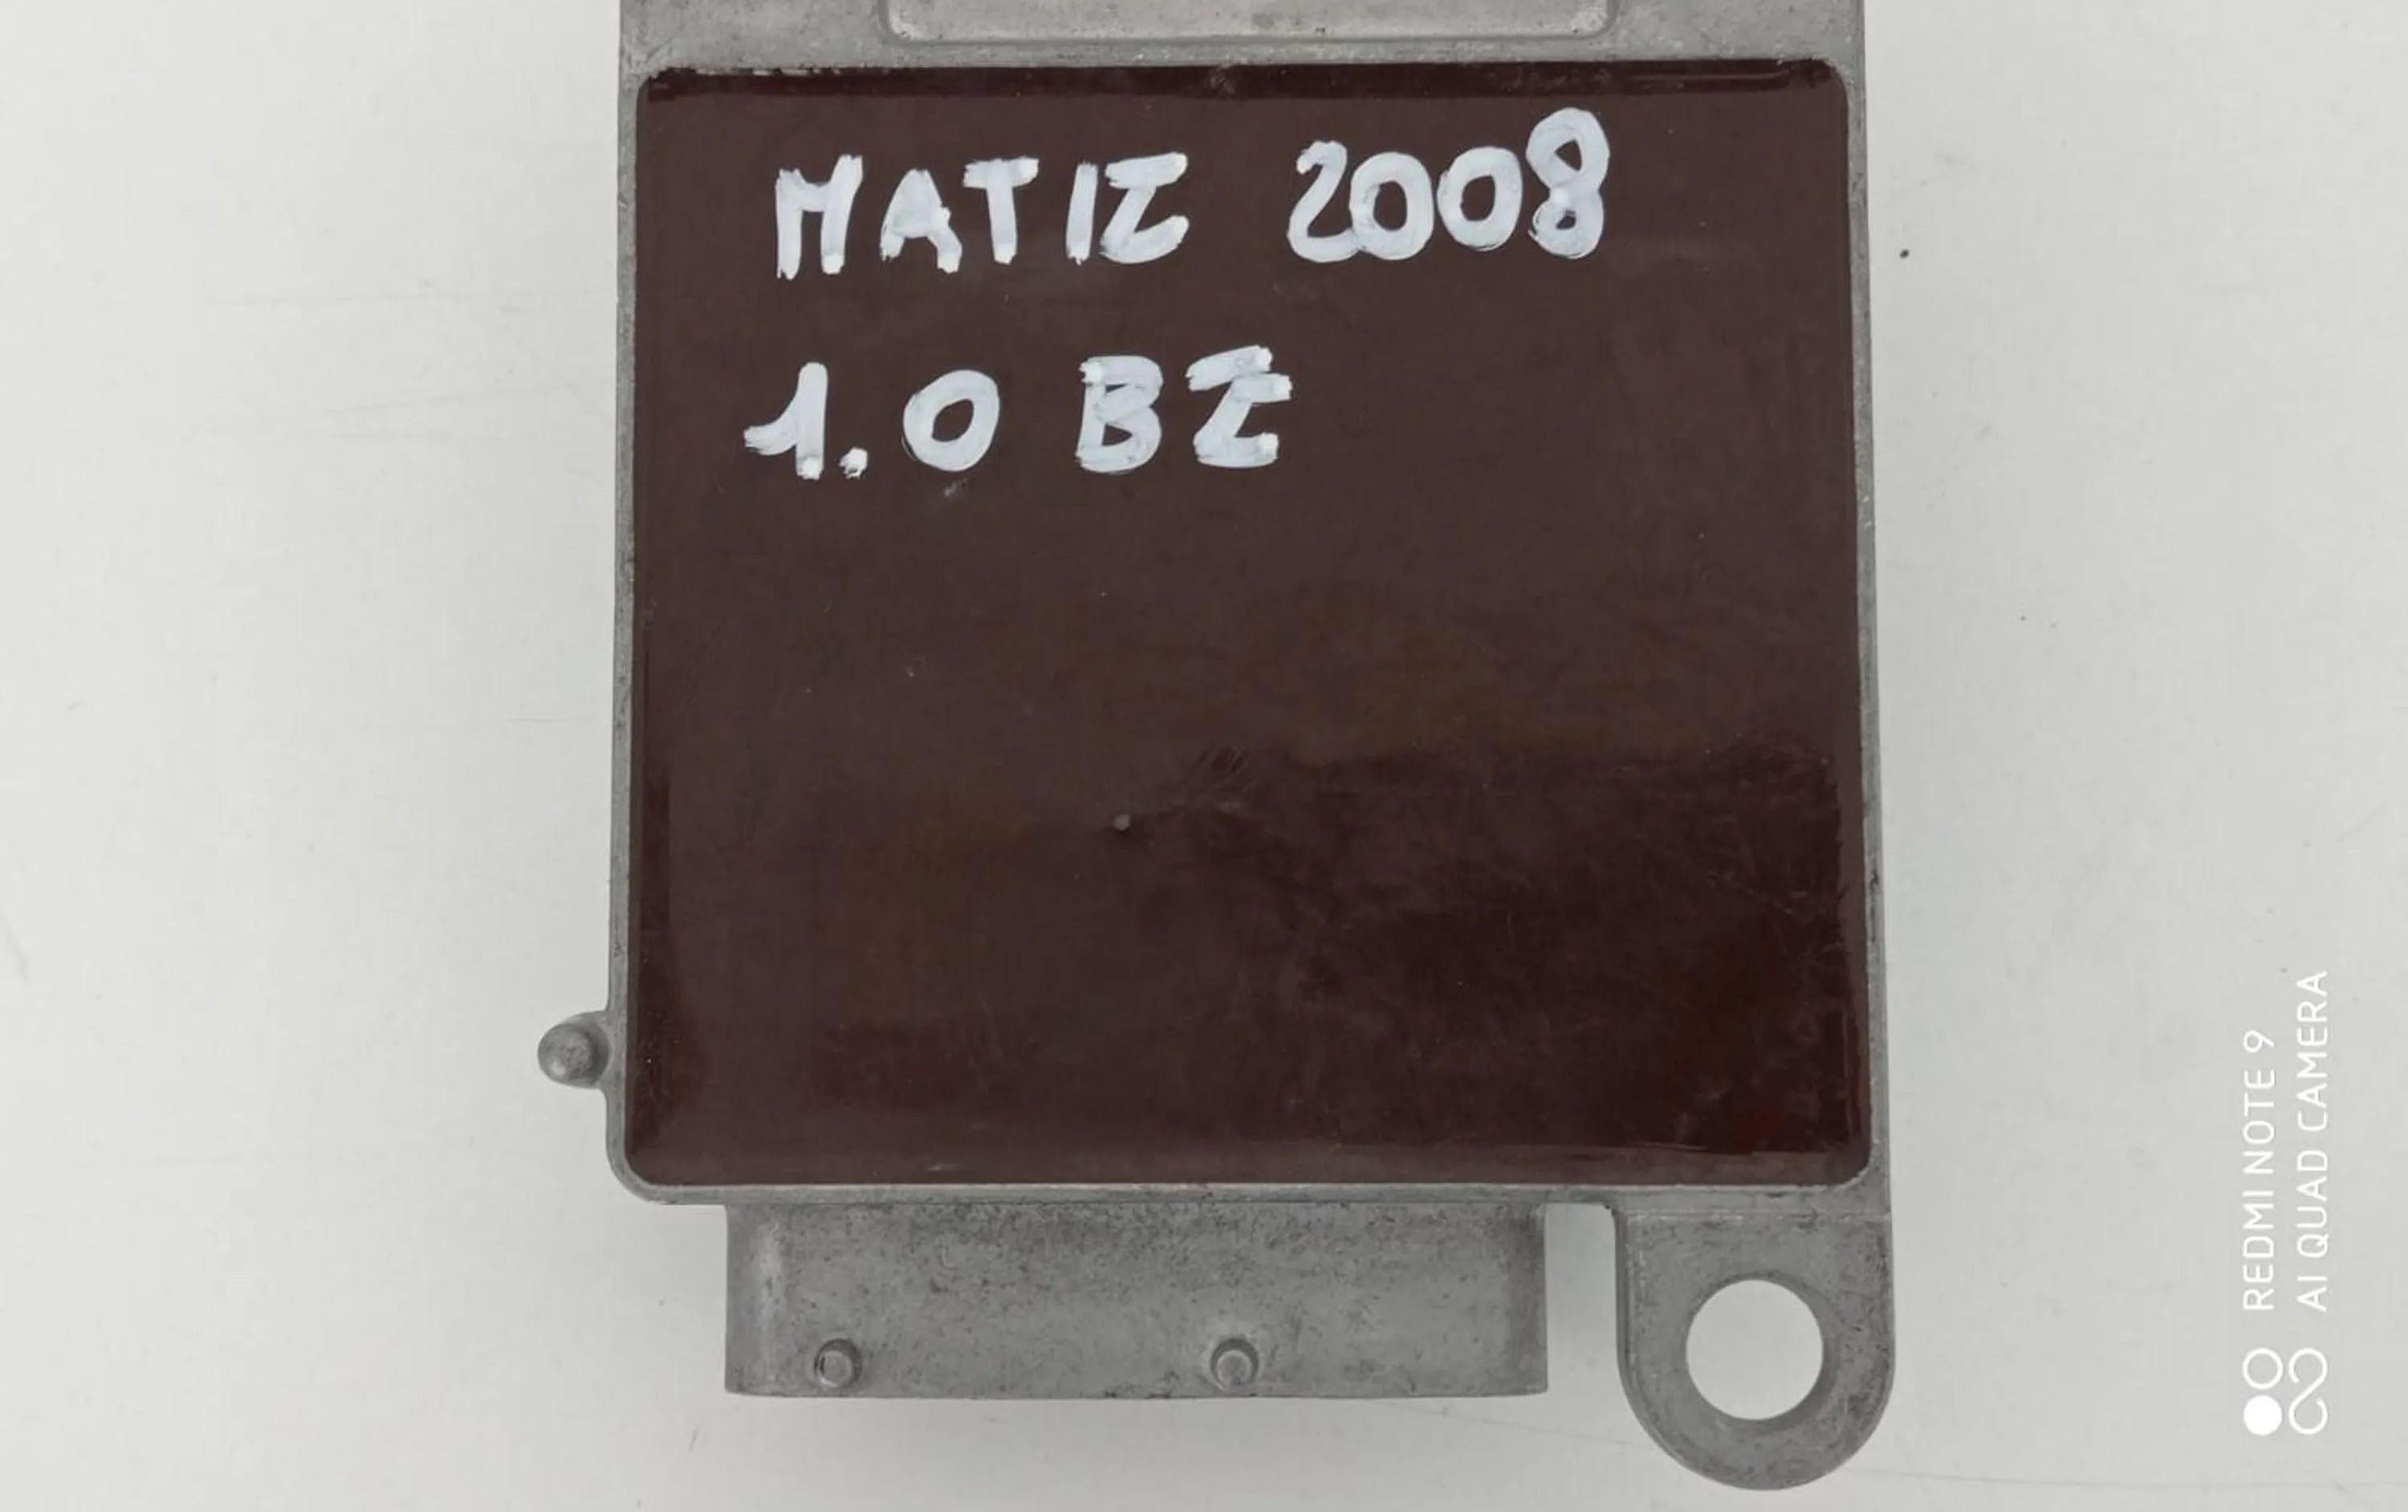 MATIZ 2008
1.0 BZ
REDMI NOTE 9
AI QUAD CAMERA